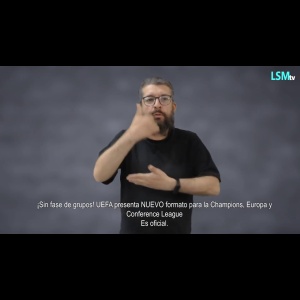 LSMtv
¡Sin fase de grupos! UEFA presenta NUEVO formato para la Champions, Europa y
Conference League
Es oficial.